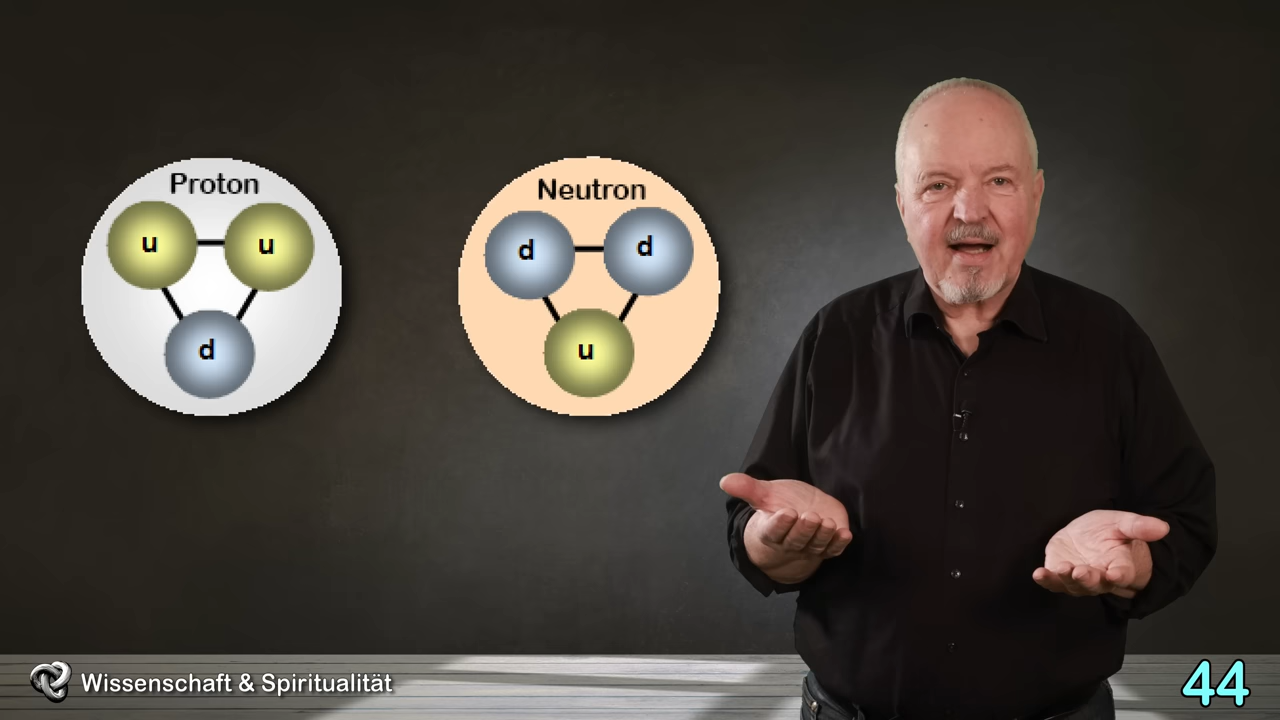 Proton
u u
d
Neutron
d d
u
Wissenschaft & Spiritualität
44